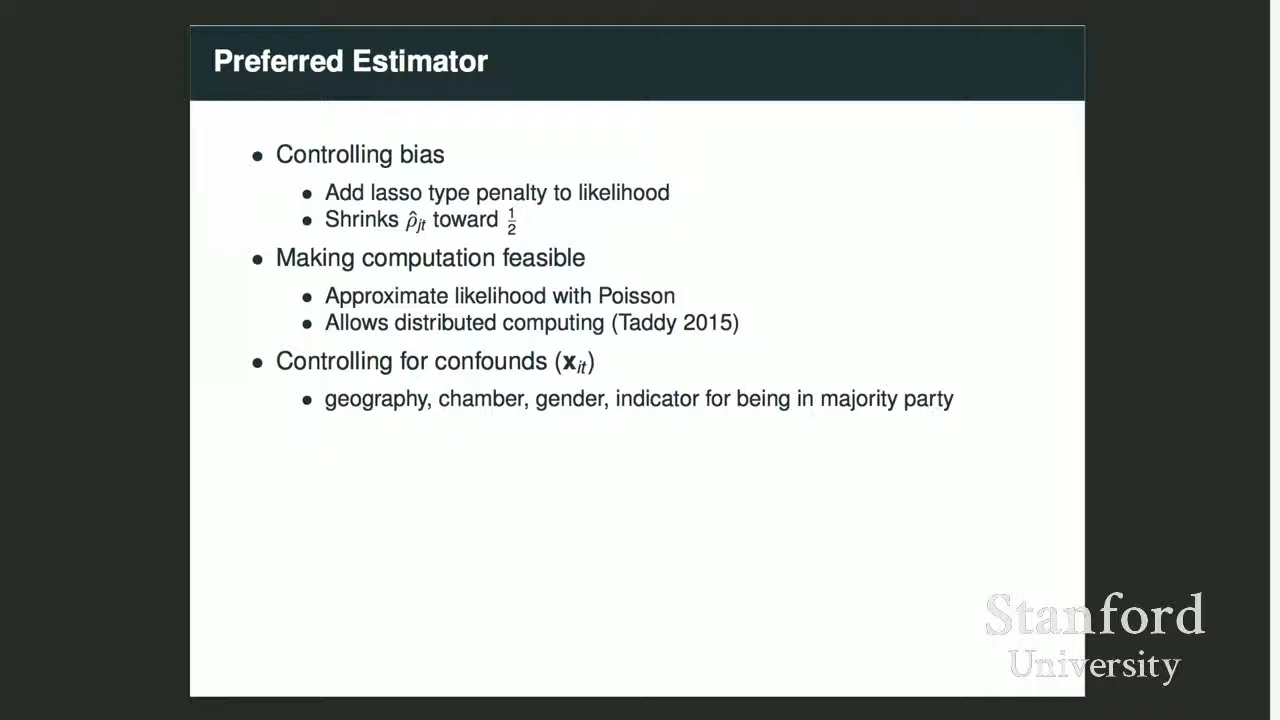 Preferred Estimator
• Controlling bias
• Add lasso type penalty to likelihood
• Shrinks ρ̂jt toward 1/2
• Making computation feasible
• Approximate likelihood with Poisson
• Allows distributed computing (Taddy 2015)
• Controlling for confounds (xit)
• geography, chamber, gender, indicator for being in majority party
Stanford
University